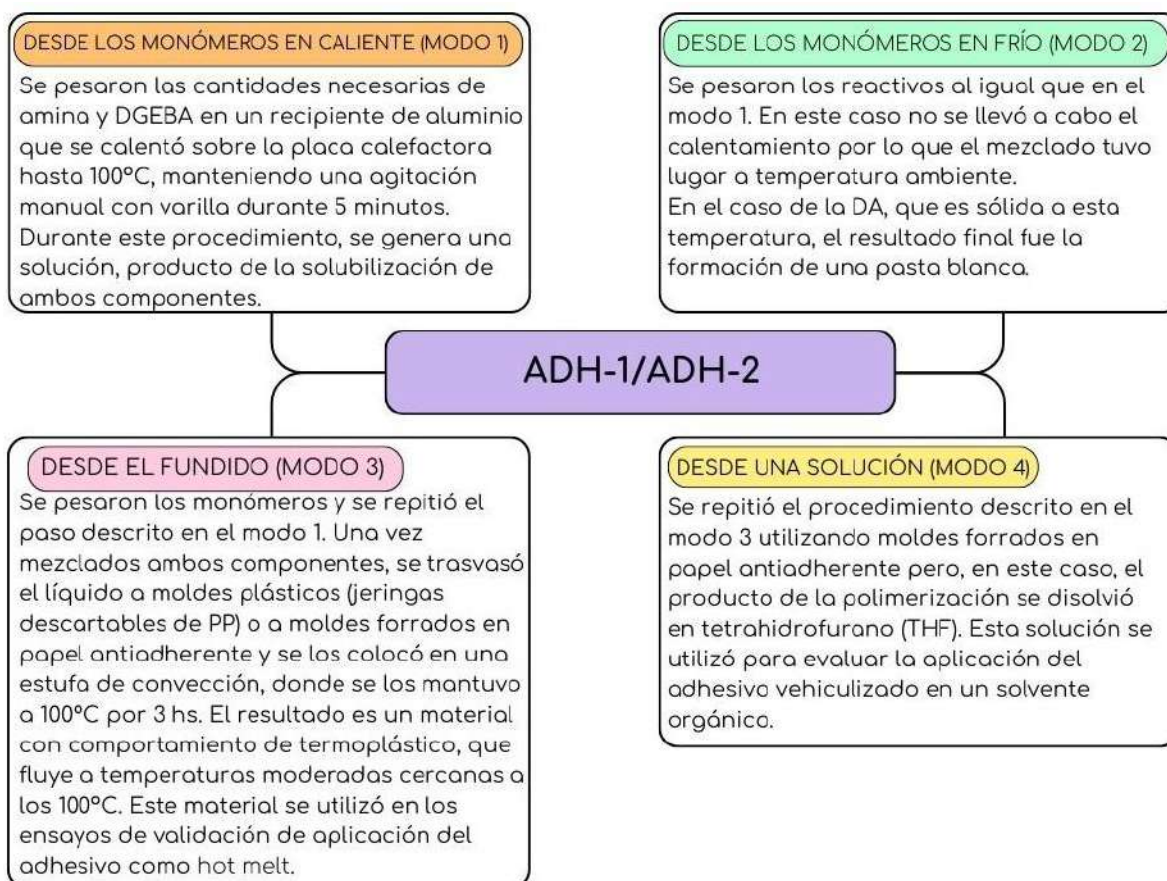 DESDE LOS MONÓMEROS EN CALIENTE (MODO 1)
Se pesaron las cantidades necesarias de
amina y DGEBA en un recipiente de aluminio
que se calentó sobre la placa calefactora
hasta 100°C, manteniendo una agitación
manual con varilla durante 5 minutos.
Durante este procedimiento, se genera una
solución, producto de la solubilización de
ambos componentes.
DESDE LOS MONÓMEROS EN FRÍO (MODO 2)
Se pesaron los reactivos al igual que en el
modo 1. En este caso no se llevó a cabo el
calentamiento por lo que el mezclado tuvo
lugar a temperatura ambiente.
En el caso de la DA, que es sólida a esta
temperatura, el resultado final fue la
formación de una pasta blanca.
ADH-1/ADH-2
DESDE EL FUNDIDO (MODO 3)
Se pesaron los monómeros y se repitió el
paso descrito en el modo 1. Una vez
mezclados ambos componentes, se trasvasó
el líquido a moldes plásticos (jeringas
descartables de PP) o a moldes forrados en
papel antiadherente y se los colocó en una
estufa de convección, donde se los mantuvo
a 100°C por 3 hs. El resultado es un material
con comportamiento de termoplástico, que
fluye a temperaturas moderadas cercanas a
los 100°C. Este material se utilizó en los
ensayos de validación de aplicación del
adhesivo como hot melt.
DESDE UNA SOLUCIÓN (MODO 4)
Se repitió el procedimiento descrito en el
modo 3 utilizando moldes forrados en
papel antiadherente pero, en este caso, el
producto de la polimerización se disolvió
en tetrahidrofurano (THF). Esta solución se
utilizó para evaluar la aplicación del
adhesivo vehiculizado en un solvente
orgánico.